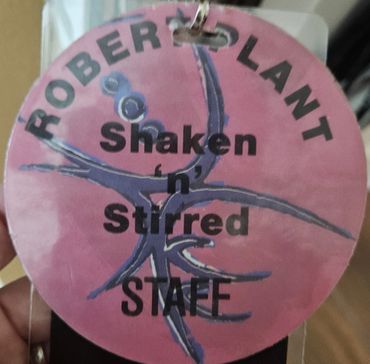 ROBERT PLANT
Shaken
'n'
Stirred
STAFF